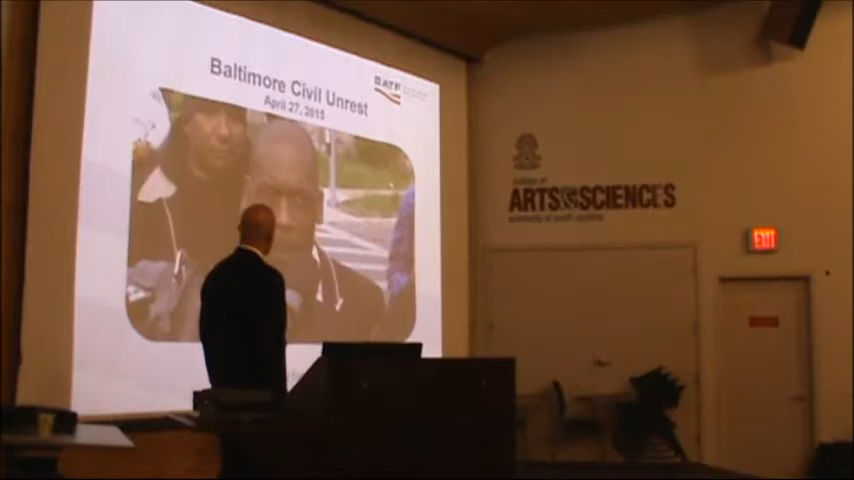 Baltimore Civil Unrest
April 27, 2015
BATF
ARTS&SCIENCES
EXIT